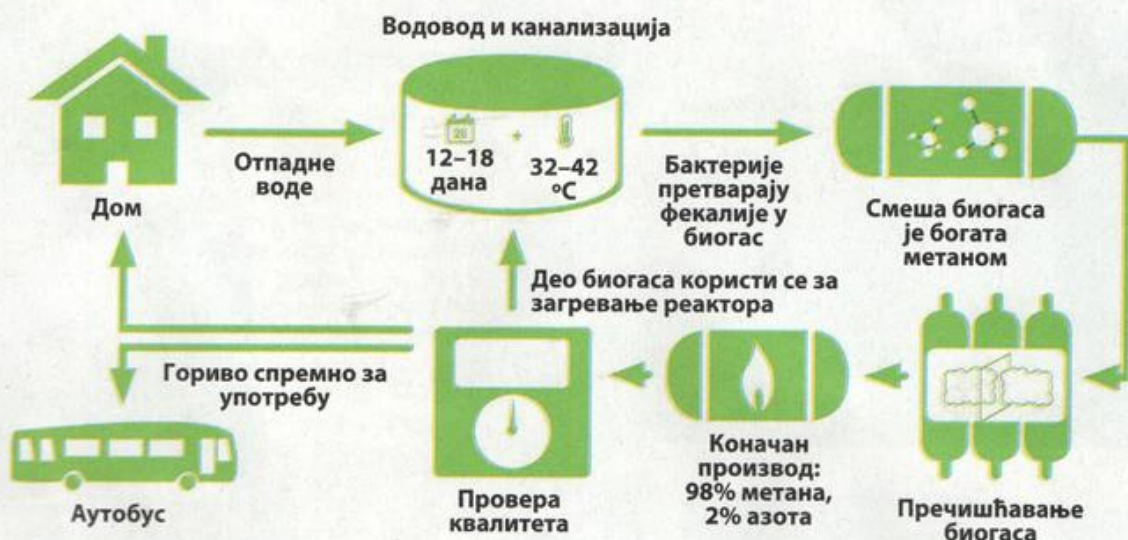 Водовод и канализација
Отпадне
воде
Дом
26
12–18
дана
+
32–42
°C
Бактерије
претварају
фекалије у
биогас
Смеша биогаса
је богата
метаном
Део биогаса користи се за
загревање реактора
Гориво спремно за
употребу
Аутобус
Провера
квалитета
Коначан
производ:
98% метана,
2% азота
Пречишћавање
биогаса